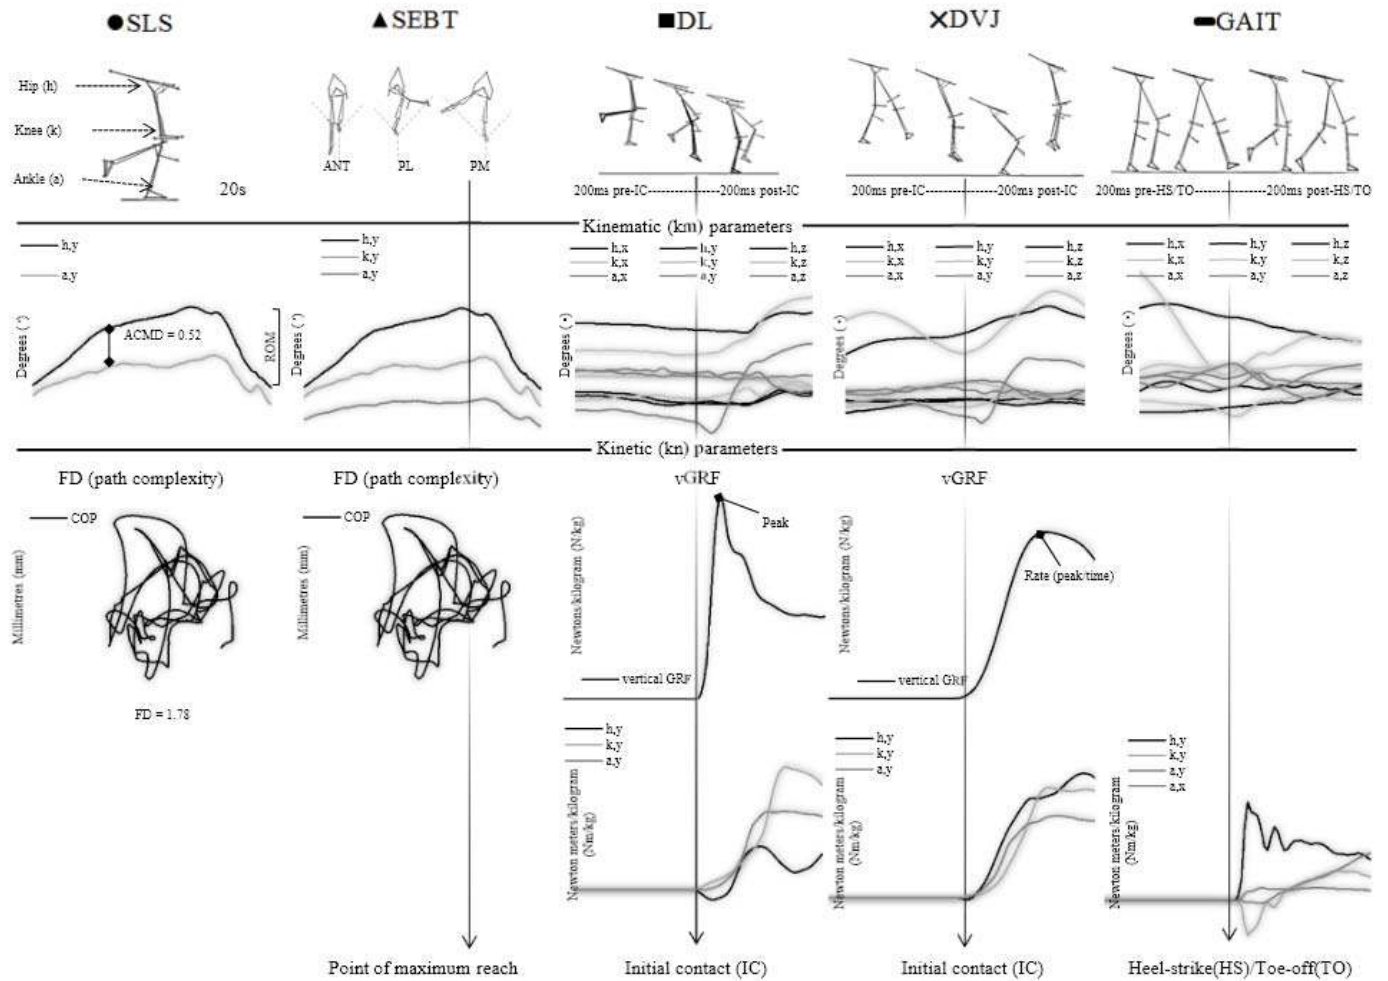 ●SLS ▲SEBT ■DL ✕DVJ ▬GAIT
Hip (h)
Knee (k)
Ankle (a)
20s
ANT PL PM
200ms pre-IC 200ms post-IC
200ms pre-IC 200ms post-IC
200ms pre-HS/TO 200ms post-HS/TO
Kinematic (km) parameters
h,y
a,y
h,y
k,y
a,y
h,x h,y h,z
k,x k,y k,z
a,x a,y a,z
h,x h,y h,z
k,x k,y k,z
a,x a,y a,z
h,x h,y h,z
k,x k,y k,z
a,x a,y a,z
Degrees (°)
ACMD = 0.52
ROM
Degrees (°)
Degrees (°)
Degrees (°)
Degrees (°)
Kinetic (kn) parameters
FD (path complexity)
COP
Millimetres (mm)
FD = 1.78
FD (path complexity)
COP
Millimetres (mm)
vGRF
Newtons/kilogram (N/kg)
Peak
vertical GRF
vGRF
Newtons/kilogram (N/kg)
Rate (peak/time)
vertical GRF
h,y
k,y
a,y
Newton meters/kilogram
(Nm/kg)
h,y
k,y
a,y
Newton meters/kilogram
(Nm/kg)
h,y
k,y
a,y
a,x
Newton meters/kilogram
(Nm/kg)
Point of maximum reach
Initial contact (IC)
Initial contact (IC)
Heel-strike(HS)/Toe-off(TO)